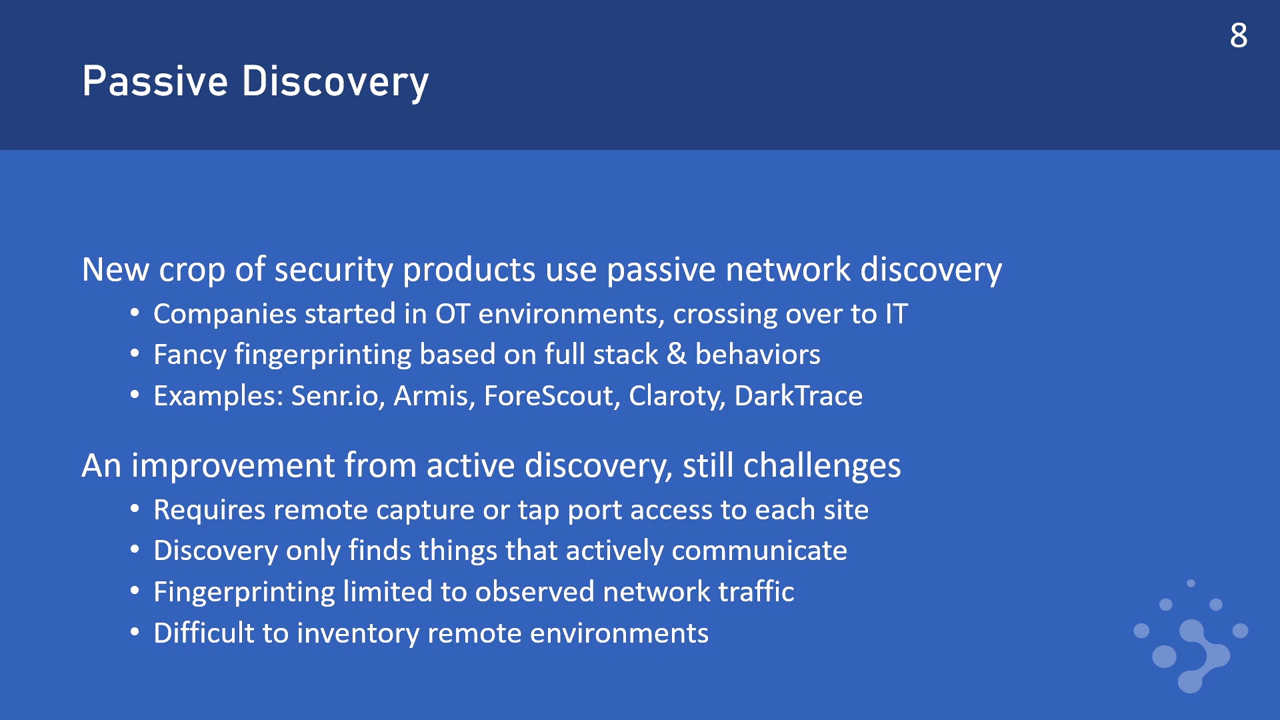 8
Passive Discovery
New crop of security products use passive network discovery
• Companies started in OT environments, crossing over to IT
• Fancy fingerprinting based on full stack & behaviors
• Examples: Senr.io, Armis, ForeScout, Claroty, DarkTrace
An improvement from active discovery, still challenges
• Requires remote capture or tap port access to each site
• Discovery only finds things that actively communicate
• Fingerprinting limited to observed network traffic
• Difficult to inventory remote environments